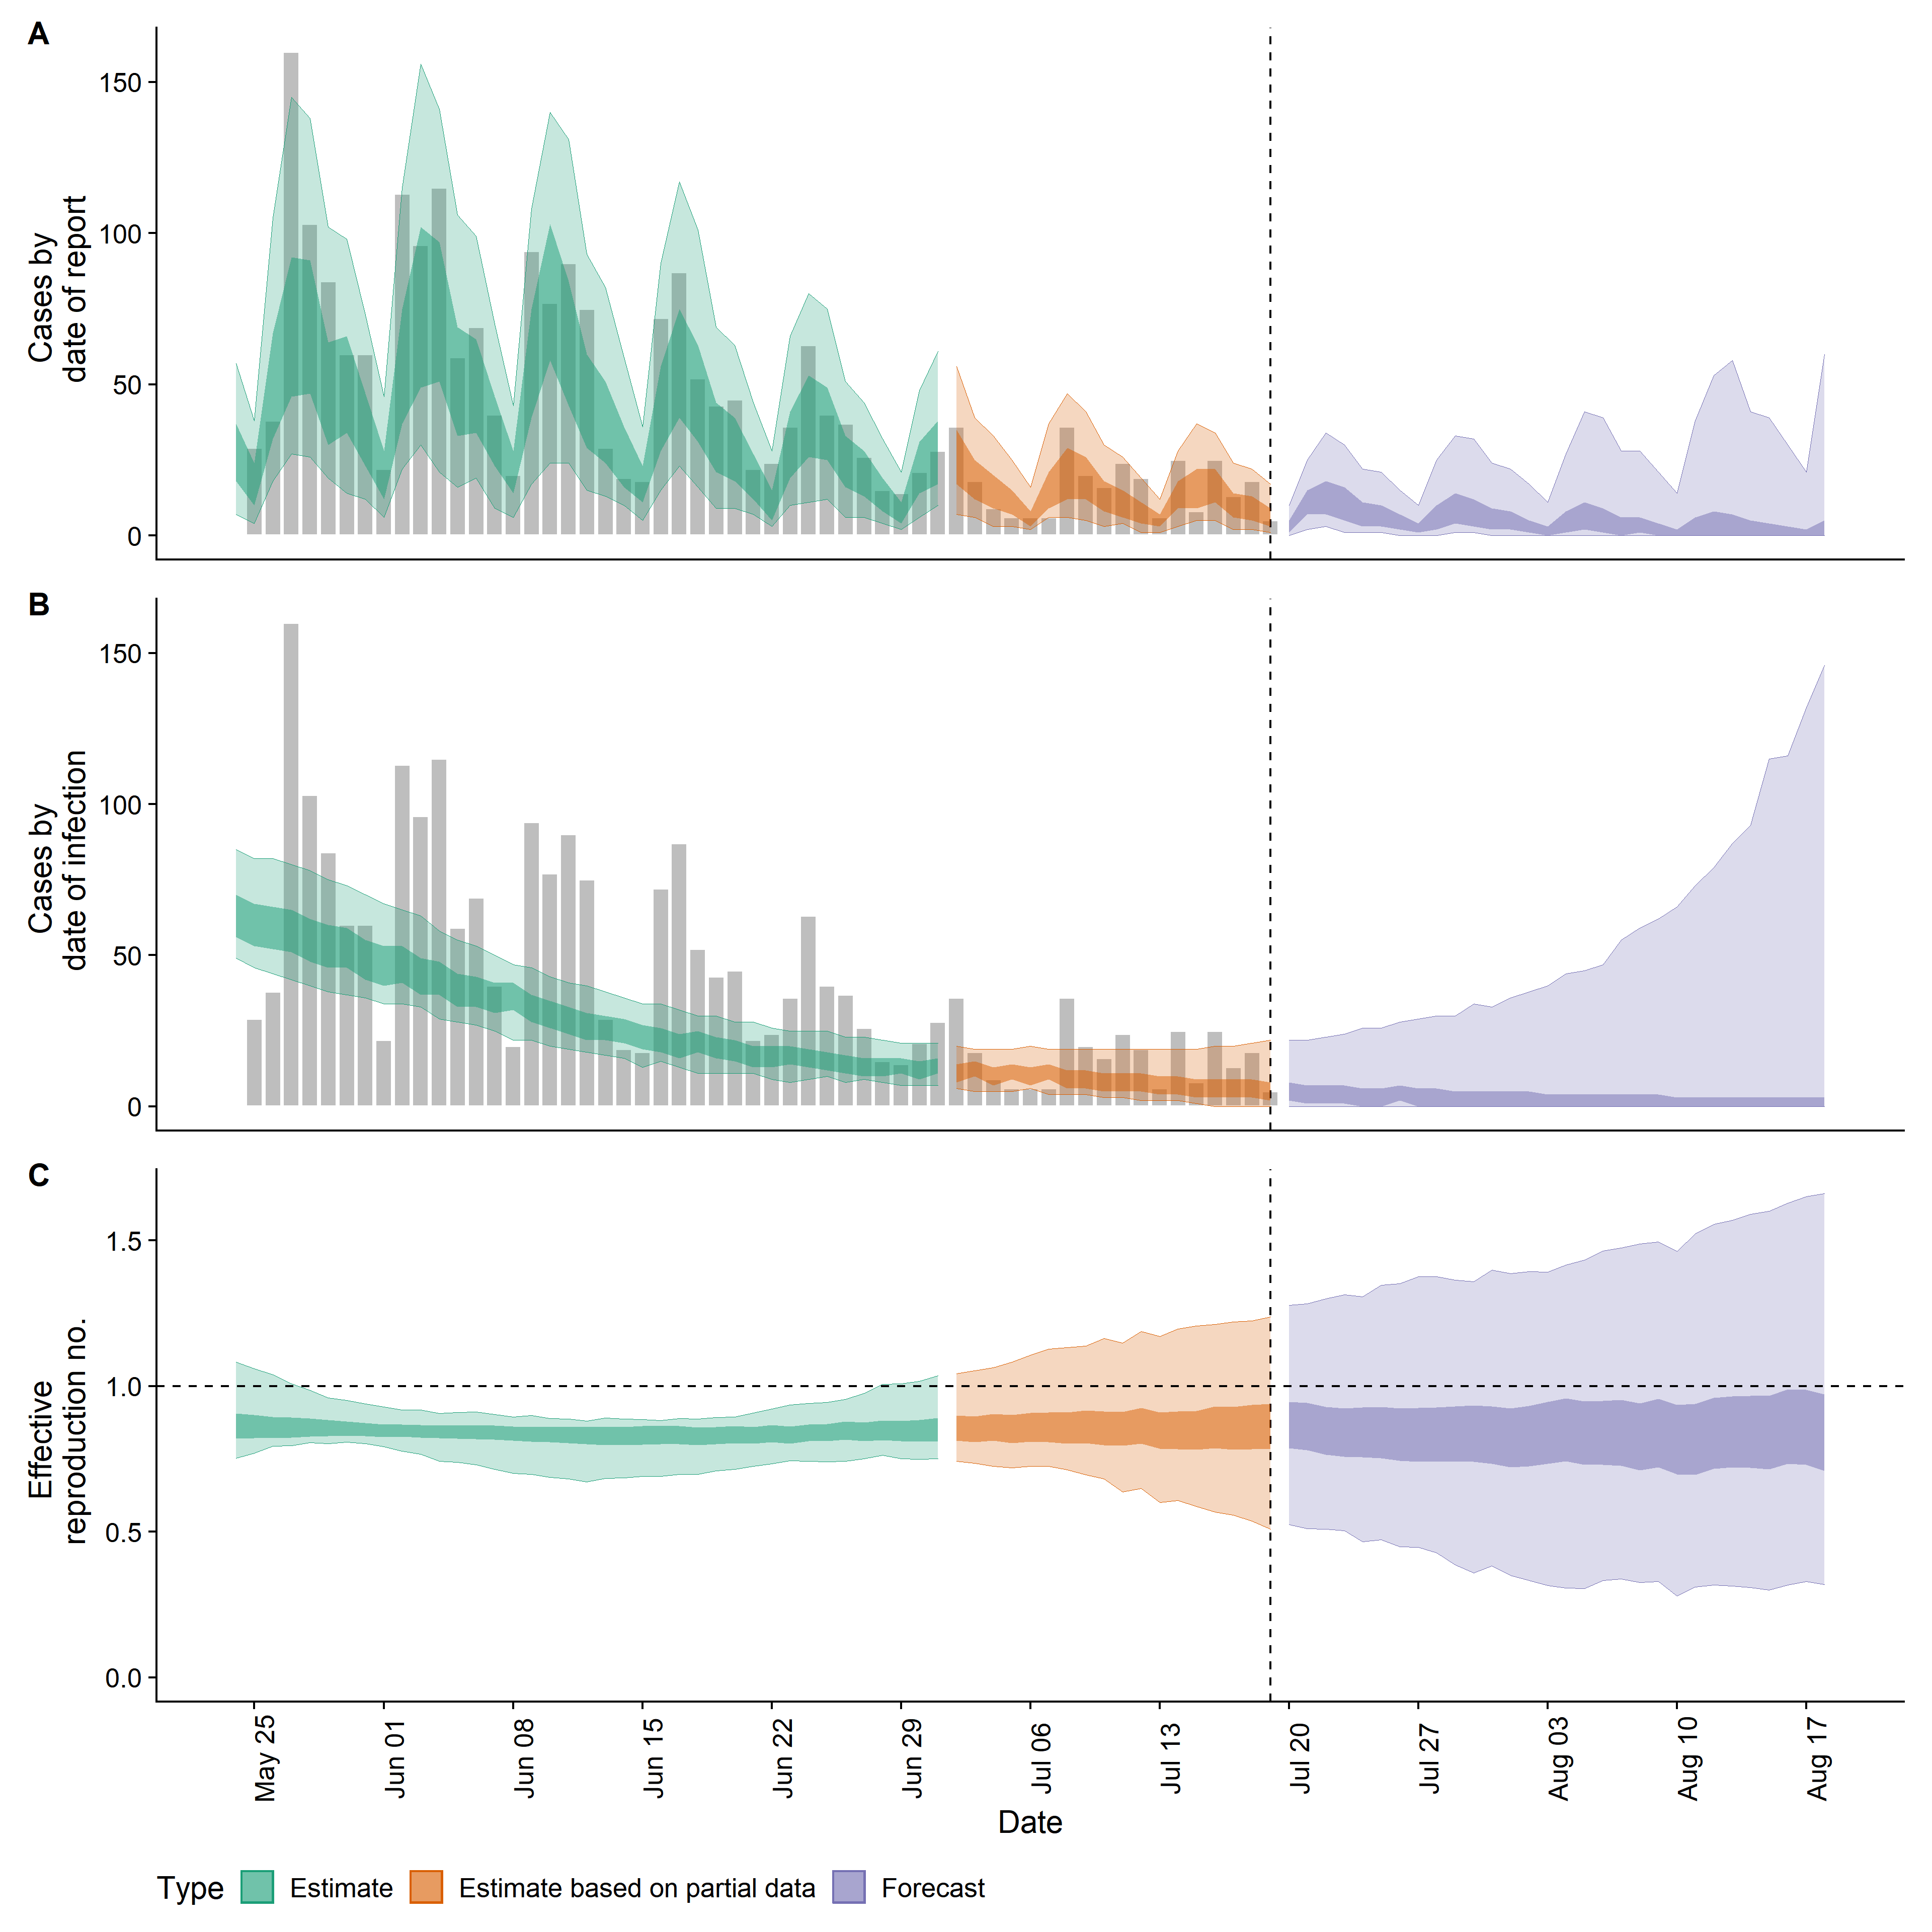 A
150
100
50
0
Cases by
date of report
B
150
100
50
0
Cases by
date of infection
C
1.5
1.0
0.5
0.0
Effective
reproduction no.
May 25
Jun 01
Jun 08
Jun 15
Jun 22
Jun 29
Jul 06
Jul 13
Jul 20
Jul 27
Aug 03
Aug 10
Aug 17
Date
Type Estimate Estimate based on partial data Forecast